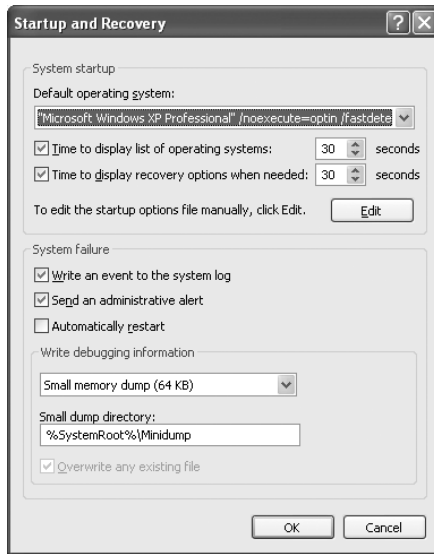 Startup and Recovery
System startup
Default operating system:
"Microsoft Windows XP Professional" /noexecute=optin /fastdete
Time to display list of operating systems: 30 seconds
Time to display recovery options when needed: 30 seconds
To edit the startup options file manually, click Edit. Edit
System failure
Write an event to the system log
Send an administrative alert
Automatically restart
Write debugging information
Small memory dump (64 KB)
Small dump directory:
%SystemRoot%\Minidump
Overwrite any existing file
OK Cancel